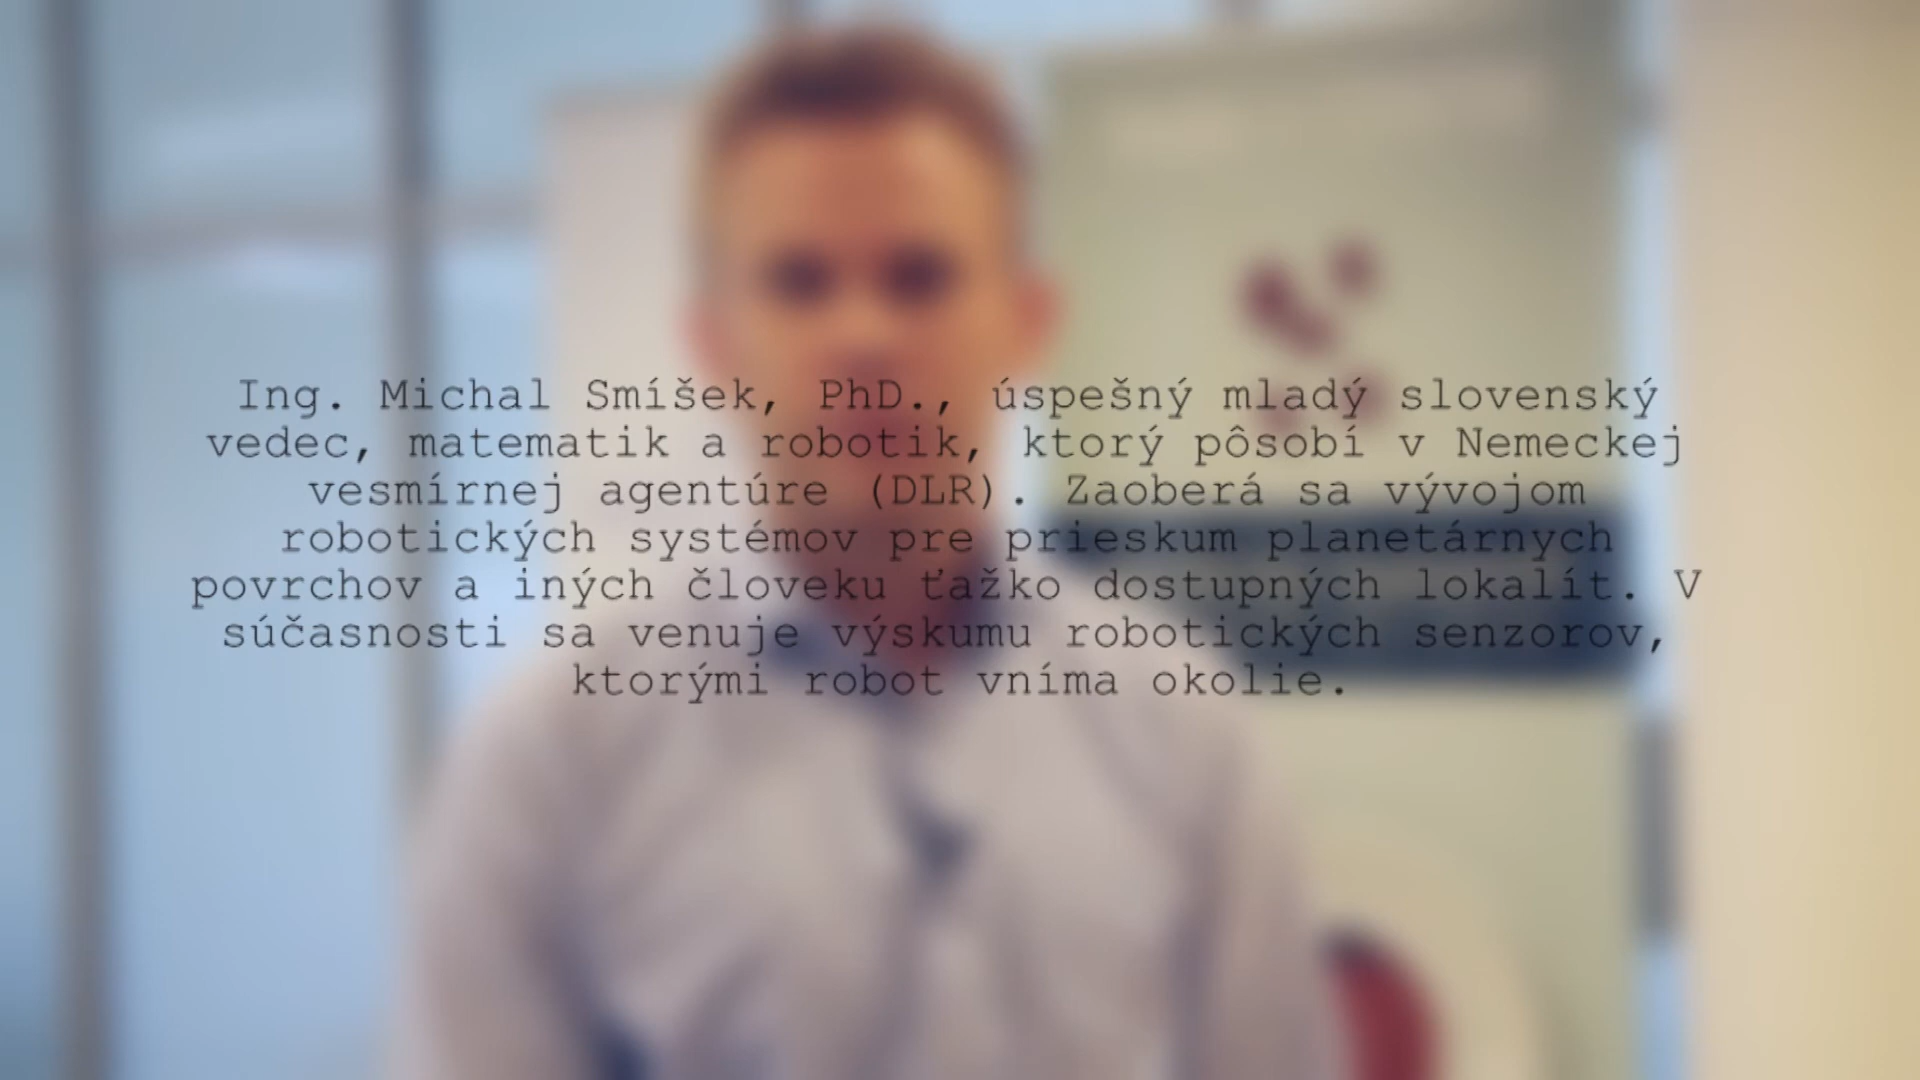 Ing. Michal Smíšek, PhD., úspešný mladý slovenský
vedec, matematik a robotik, ktorý pôsobí v Nemeckej
vesmírnej agentúre (DLR). Zaoberá sa vývojom
robotických systémov pre prieskum planetárnych
povrchov a iných človeku ťažko dostupných lokalít. V
súčasnosti sa venuje výskumu robotických senzorov,
ktorými robot vníma okolie.